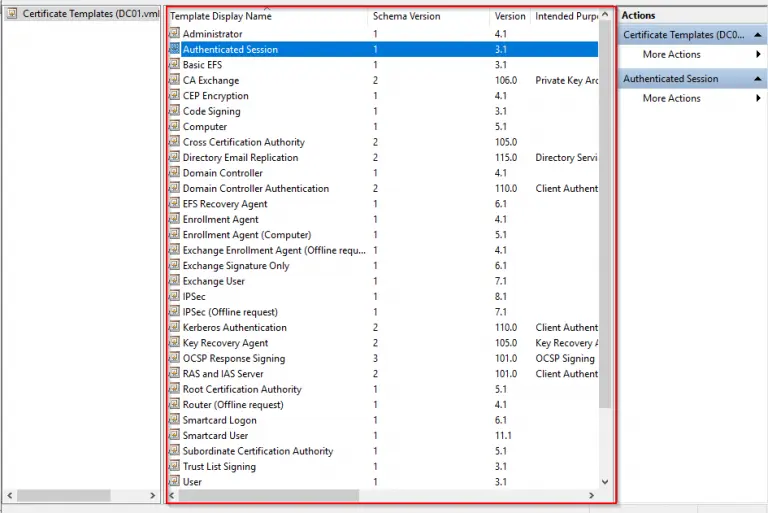 Certificate Templates (DC01.vml
Template Display Name Schema Version Version Intended Purpo
Administrator 1 4.1
Authenticated Session 1 3.1
Basic EFS 1 3.1
CA Exchange 2 106.0 Private Key Arc
CEP Encryption 1 4.1
Code Signing 1 3.1
Computer 1 5.1
Cross Certification Authority 2 105.0
Directory Email Replication 2 115.0 Directory Servi
Domain Controller 1 4.1
Domain Controller Authentication 2 110.0 Client Authent
EFS Recovery Agent 1 6.1
Enrollment Agent 1 4.1
Enrollment Agent (Computer) 1 5.1
Exchange Enrollment Agent (Offline requ... 1 4.1
Exchange Signature Only 1 6.1
Exchange User 1 7.1
IPSec 1 8.1
IPSec (Offline request) 1 7.1
Kerberos Authentication 2 110.0 Client Authent
Key Recovery Agent 2 105.0 Key Recovery A
OCSP Response Signing 3 101.0 OCSP Signing
RAS and IAS Server 2 101.0 Client Authent
Root Certification Authority 1 5.1
Router (Offline request) 1 4.1
Smartcard Logon 1 6.1
Smartcard User 1 11.1
Subordinate Certification Authority 1 5.1
Trust List Signing 1 3.1
User 1 3.1
Actions
Certificate Templates (DC0...
More Actions
Authenticated Session
More Actions